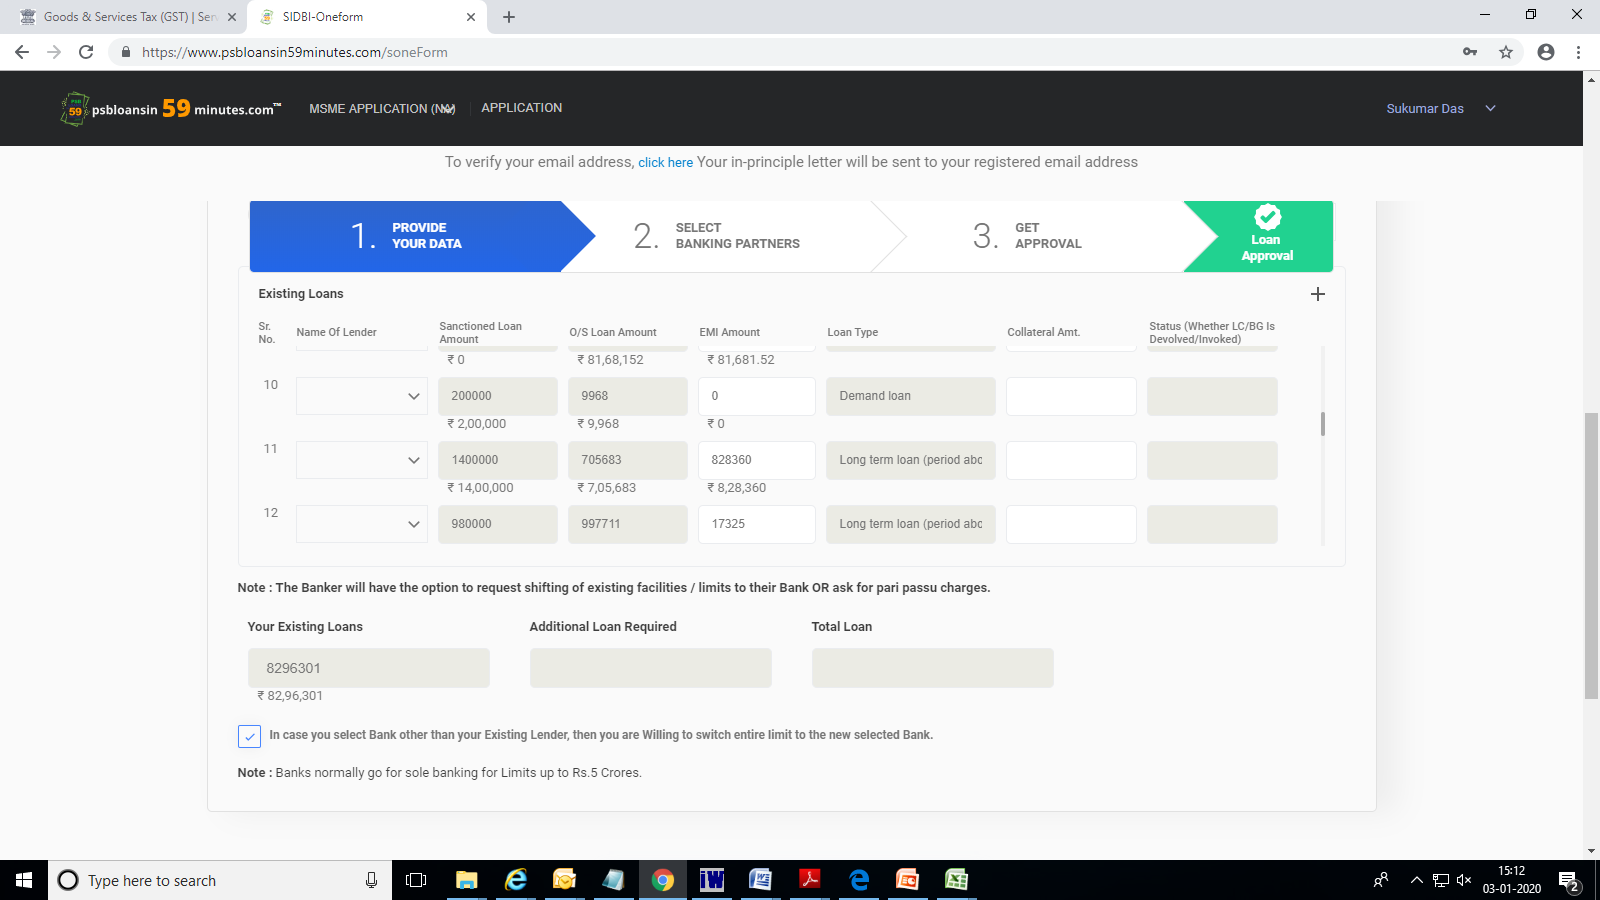 Goods & Services Tax (GST) | Ser
SIDBI-Oneform
https://www.psbloansin59minutes.com/soneForm
PSB
59
psbloansin 59 minutes.com™
MSME APPLICATION
APPLICATION
Sukumar Das
To verify your email address, click here Your in-principle letter will be sent to your registered email address
1. PROVIDE YOUR DATA
2. SELECT BANKING PARTNERS
3. GET APPROVAL
Loan Approval
Existing Loans
Sr. No. Name Of Lender Sanctioned Loan Amount O/S Loan Amount EMI Amount Loan Type Collateral Amt. Status (Whether LC/BG Is Devolved/Invoked)
₹ 0 ₹ 81,68,152 ₹ 81,681.52
10 200000 9968 0 Demand loan
₹ 2,00,000 ₹ 9,968 ₹ 0
11 1400000 705683 828360 Long term loan (period abc
₹ 14,00,000 ₹ 7,05,683 ₹ 8,28,360
12 980000 997711 17325 Long term loan (period abc
Note : The Banker will have the option to request shifting of existing facilities / limits to their Bank OR ask for pari passu charges.
Your Existing Loans Additional Loan Required Total Loan
8296301
₹ 82,96,301
In case you select Bank other than your Existing Lender, then you are Willing to switch entire limit to the new selected Bank.
Note : Banks normally go for sole banking for Limits up to Rs.5 Crores.
Type here to search
15:12
03-01-2020
2